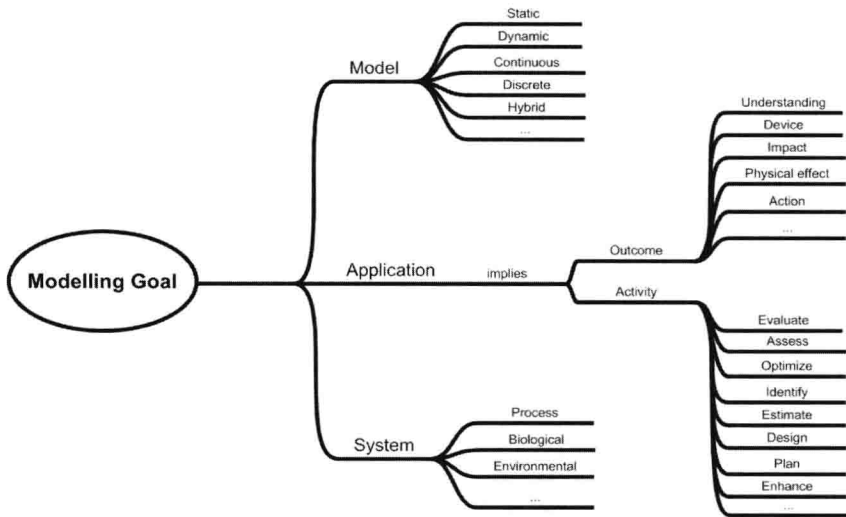 Modelling Goal
Model
Static
Dynamic
Continuous
Discrete
Hybrid
...
Application
implies
Outcome
Understanding
Device
Impact
Physical effect
Action
...
Activity
Evaluate
Assess
Optimize
Identify
Estimate
Design
Plan
Enhance
...
System
Process
Biological
Environmental
...